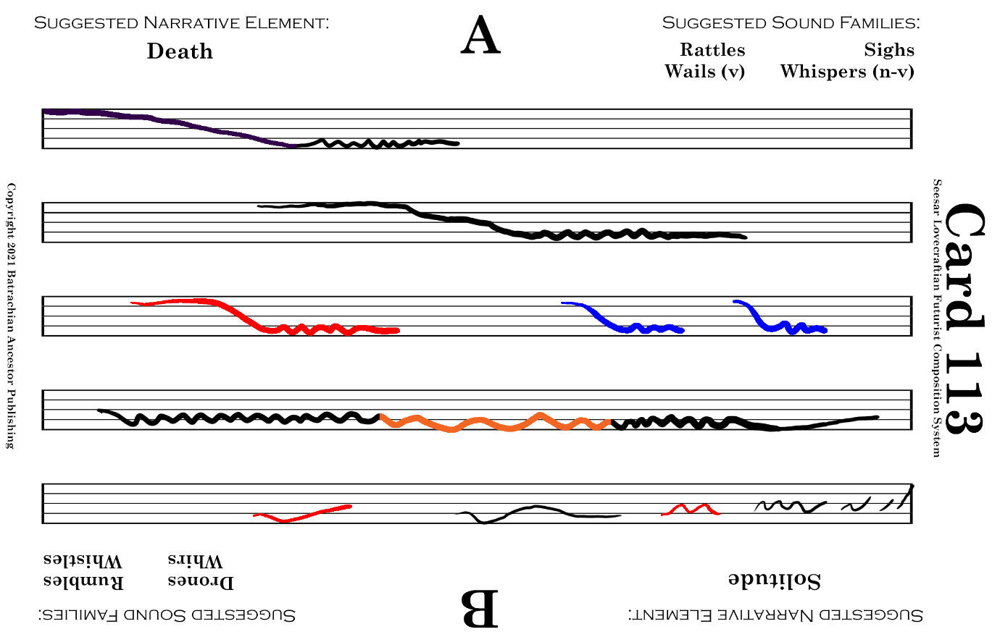 SUGGESTED NARRATIVE ELEMENT:
Death
A
SUGGESTED SOUND FAMILIES:
Rattles Sighs
Wails (v) Whispers (n-v)
Copyright 2021 Batrachian Ancestor Publishing
Card 113
Seesar Lovecraftian Futurist Composition System
B
SUGGESTED NARRATIVE ELEMENT:
Solitude
SUGGESTED SOUND FAMILIES:
Drones Rumbles
Whirs Whistles